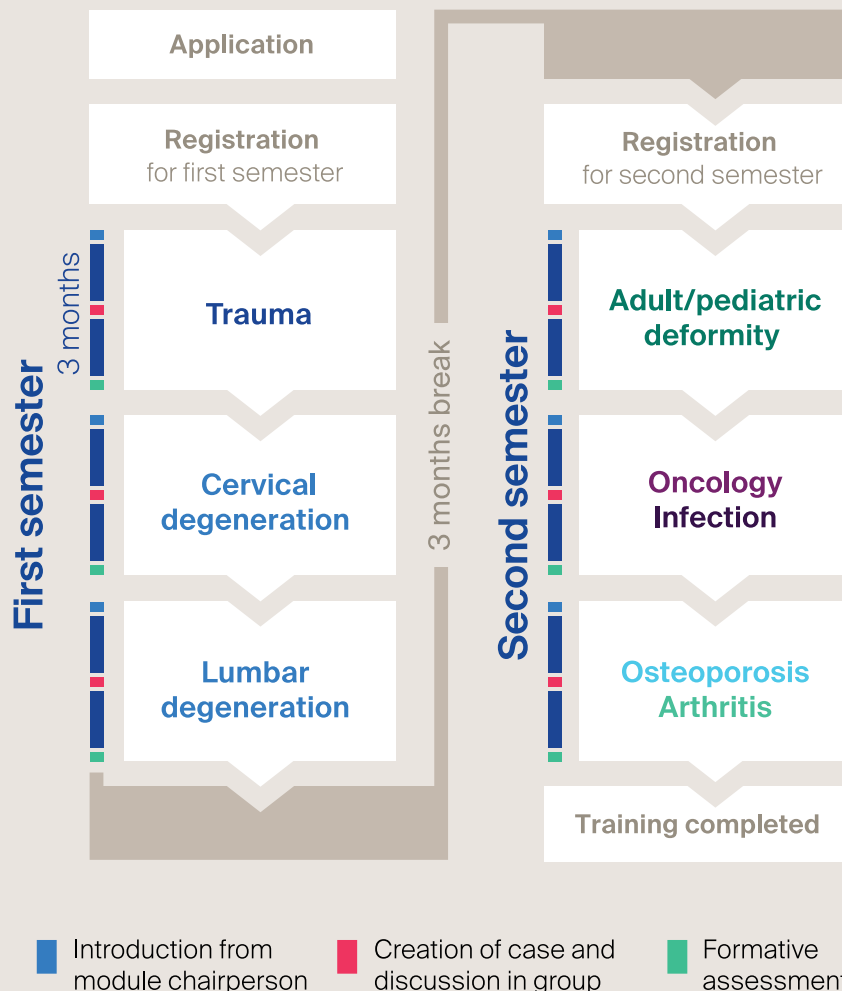 Application
Registration
for first semester
First semester
3 months
Trauma
Cervical
degeneration
Lumbar
degeneration
3 months break
Registration
for second semester
Second semester
Adult/pediatric
deformity
Oncology
Infection
Osteoporosis
Arthritis
Training completed
Introduction from
module chairperson
Creation of case and
discussion in group
Formative
assessment